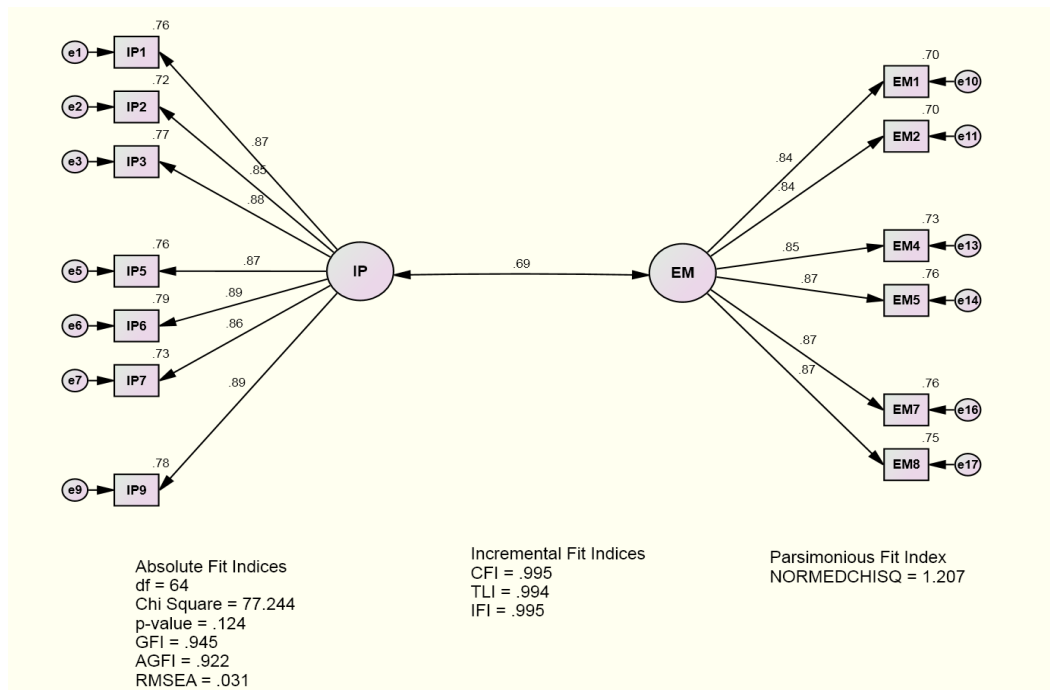 .76
e1 IP1
.72
e2 IP2
.77
e3 IP3
.76
e5 IP5
.79
e6 IP6
.73
e7 IP7
.78
e9 IP9
.87
.85
.88
.87
.89
.86
.89
IP
.69
EM
.84
.84
.85
.87
.87
.87
.70
EM1 e10
.70
EM2 e11
.73
EM4 e13
.76
EM5 e14
.76
EM7 e16
.75
EM8 e17
Absolute Fit Indices
df = 64
Chi Square = 77.244
p-value = .124
GFI = .945
AGFI = .922
RMSEA = .031
Incremental Fit Indices
CFI = .995
TLI = .994
IFI = .995
Parsimonious Fit Index
NORMEDCHISQ = 1.207